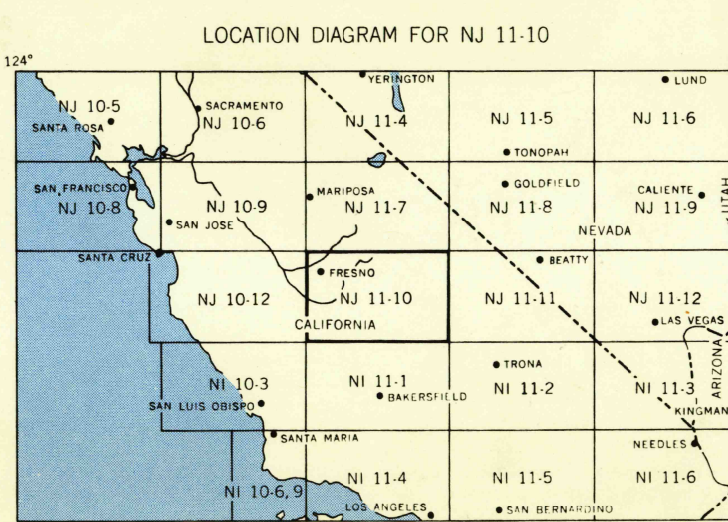 LOCATION DIAGRAM FOR NJ 11-10
124°
YERINGTON
LUND
NJ 10-5
SACRAMENTO
SANTA ROSA
NJ 10-6
NJ 11-4
NJ 11-5
NJ 11-6
TONOPAH
SAN FRANCISCO
MARIPOSA
GOLDFIELD
CALIENTE
UTAH
NJ 10-8
NJ 10-9
NJ 11-7
NJ 11-8
NJ 11-9
SAN JOSE
NEVADA
SANTA CRUZ
BEATTY
FRESNO
NJ 10-12
NJ 11-10
NJ 11-11
NJ 11-12
CALIFORNIA
LAS VEGAS
ARIZONA
TRONA
NI 10-3
NI 11-1
NI 11-2
NI 11-3
SAN LUIS OBISPO
BAKERSFIELD
KINGMAN
SANTA MARIA
NEEDLES
NI 10-6,9
NI 11-4
NI 11-5
NI 11-6
LOS ANGELES
SAN BERNARDINO